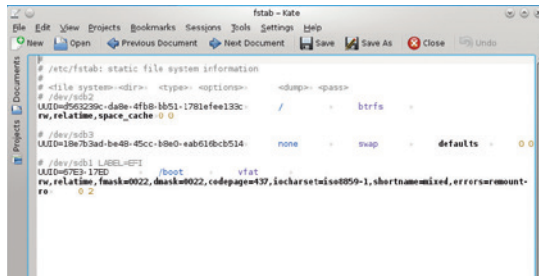 fstab – Kate
File Edit View Projects Bookmarks Sessions Tools Settings Help
New Open Previous Document Next Document Save Save As Close Undo
Documents
Projects
#
# /etc/fstab: static file system information
#
# <file system> <dir> <type> <options> <dump> <pass>
# /dev/sdb2
UUID=d563239c-da8e-4fb8-bb51-1781efee133c / btrfs
rw,relatime,space_cache 0 0
# /dev/sdb3
UUID=18e7b3ad-be48-45cc-b8e0-eab616bcb514 none swap defaults 0 0
# /dev/sdb1 LABEL=EFI
UUID=67E3-17ED /boot vfat
rw,relatime,fmask=0022,dmask=0022,codepage=437,iocharset=iso8859-1,shortname=mixed,errors=remount-
ro 0 2